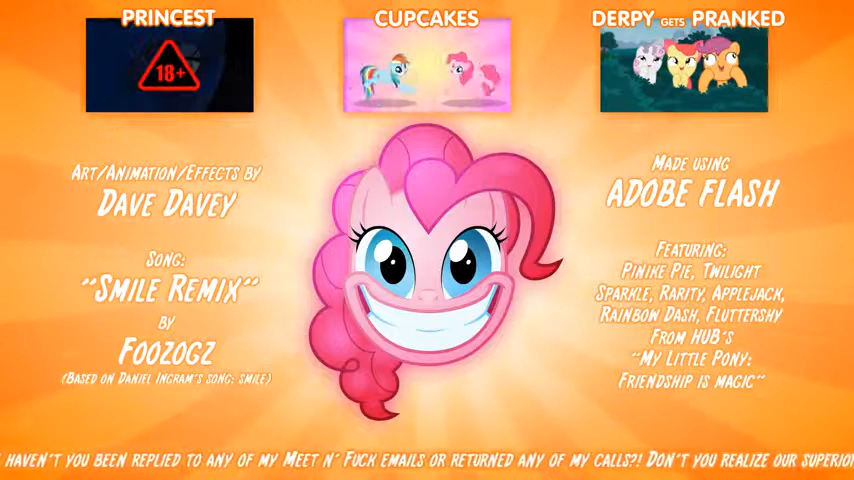 PRINCEST
18+
CUPCAKES
DERPY GETS PRANKED
ART/ANIMATION/EFFECTS BY
DAVE DAVEY
SONG:
"SMILE REMIX"
BY
FOOZOGZ
(BASED ON DANIEL INGRAM'S SONG: SMILE)
MADE USING
ADOBE FLASH
FEATURING:
PINIKE PIE, TWILIGHT
SPARKLE, RARITY, APPLEJACK,
RAINBOW DASH, FLUTTERSHY
FROM HUB'S
"MY LITTLE PONY:
FRIENDSHIP IS MAGIC"
HAVEN'T YOU BEEN REPLIED TO ANY OF MY MEET N' FUCK EMAILS OR RETURNED ANY OF MY CALLS?! DON'T YOU REALIZE OUR SUPERIOR